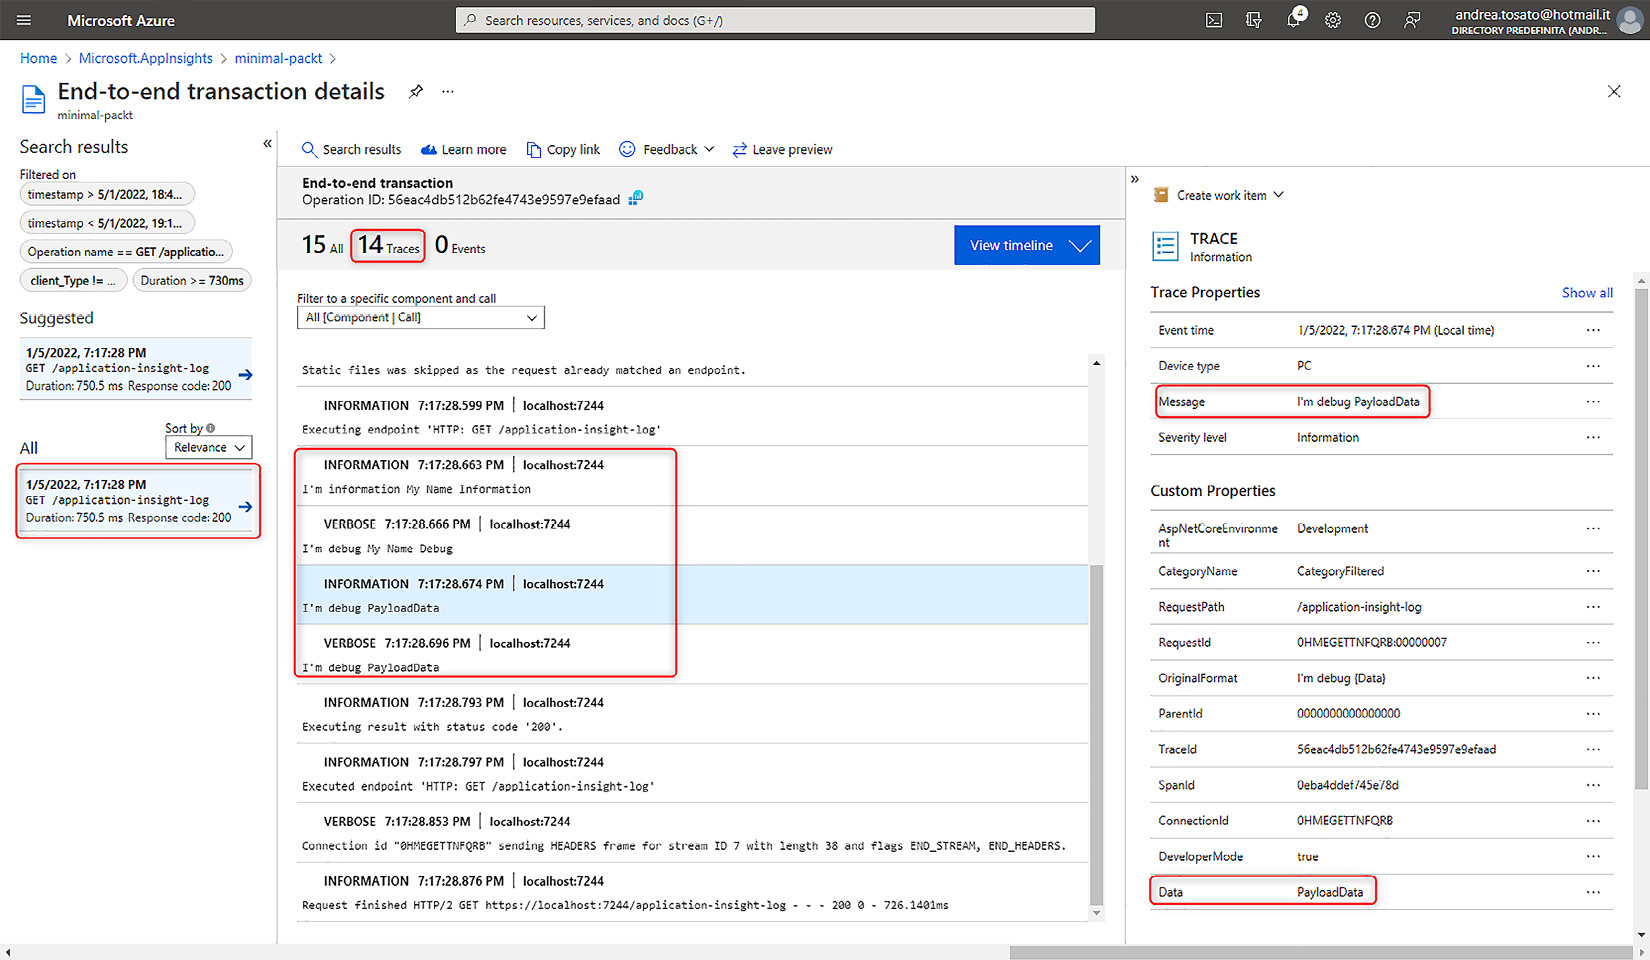 Microsoft Azure
Search resources, services, and docs (G+/)
4
andrea.tosato@hotmail.it
DIRECTORY PREDEFINITA (ANDR...
Home > Microsoft.AppInsights > minimal-packt >
End-to-end transaction details
minimal-packt
Search results
Filtered on
timestamp > 5/1/2022, 18:4...
timestamp < 5/1/2022, 19:1...
Operation name == GET /applicatio...
client_Type != ...
Duration >= 730ms
Suggested
1/5/2022, 7:17:28 PM
GET /application-insight-log
Duration: 750.5 ms Response code: 200
Sort by
All
Relevance
1/5/2022, 7:17:28 PM
GET /application-insight-log
Duration: 750.5 ms Response code: 200
Search results
Learn more
Copy link
Feedback
Leave preview
End-to-end transaction
Operation ID: 56eac4db512b62fe4743e9597e9efaad
15 All 14 Traces 0 Events
View timeline
Filter to a specific component and call
All [Component | Call]
Static files was skipped as the request already matched an endpoint.
INFORMATION 7:17:28.599 PM | localhost:7244
Executing endpoint 'HTTP: GET /application-insight-log'
INFORMATION 7:17:28.663 PM | localhost:7244
I'm information My Name Information
VERBOSE 7:17:28.666 PM | localhost:7244
I'm debug My Name Debug
INFORMATION 7:17:28.674 PM | localhost:7244
I'm debug PayloadData
VERBOSE 7:17:28.696 PM | localhost:7244
I'm debug PayloadData
INFORMATION 7:17:28.793 PM | localhost:7244
Executing result with status code '200'.
INFORMATION 7:17:28.797 PM | localhost:7244
Executed endpoint 'HTTP: GET /application-insight-log'
VERBOSE 7:17:28.853 PM | localhost:7244
Connection id "0HMEGETTNFQRB" sending HEADERS frame for stream ID 7 with length 38 and flags END_STREAM, END_HEADERS.
INFORMATION 7:17:28.876 PM | localhost:7244
Request finished HTTP/2 GET https://localhost:7244/application-insight-log - - - 200 0 - 726.1401ms
Create work item
TRACE
Information
Trace Properties
Show all
Event time 1/5/2022, 7:17:28.674 PM (Local time)
Device type PC
Message I'm debug PayloadData
Severity level Information
Custom Properties
AspNetCoreEnvironme
nt
Development
CategoryName CategoryFiltered
RequestPath /application-insight-log
RequestId 0HMEGETTNFQRB:00000007
OriginalFormat I'm debug {Data}
ParentId 0000000000000000
TraceId 56eac4db512b62fe4743e9597e9efaad
SpanId 0eba4ddef745e78d
ConnectionId 0HMEGETTNFQRB
DeveloperMode true
Data PayloadData